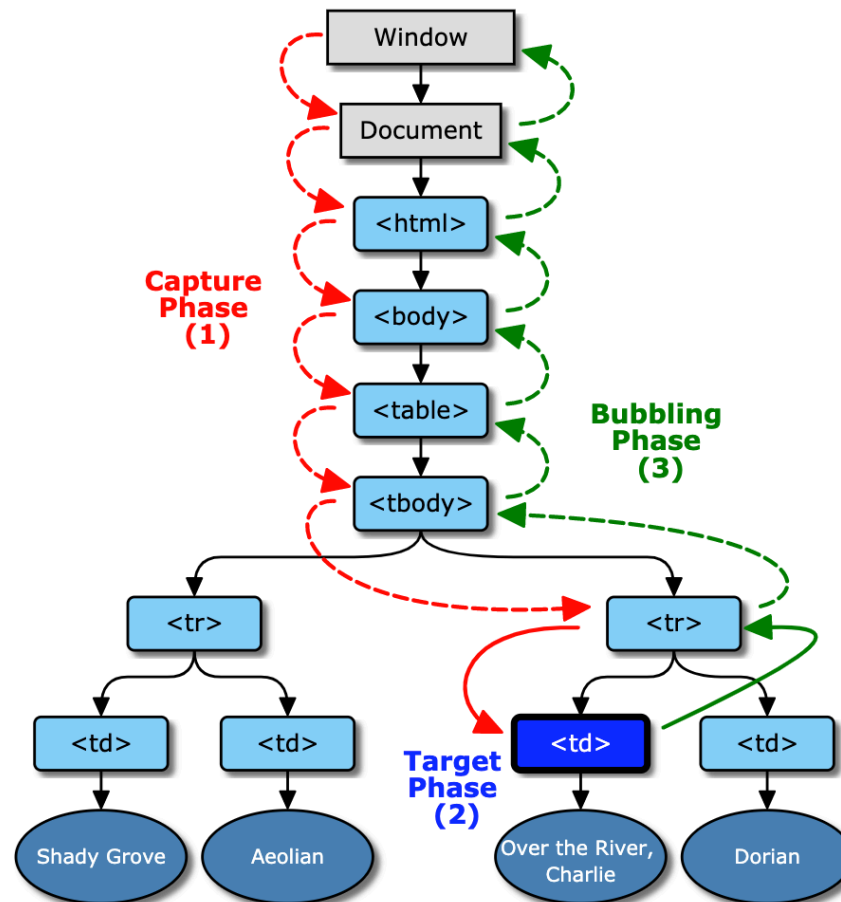 Window
Document
<html>
Capture
Phase
(1)
<body>
<table>
Bubbling
Phase
(3)
<tbody>
<tr>
<tr>
<td>
<td>
<td>
<td>
Target
Phase
(2)
Shady Grove
Aeolian
Over the River,
Charlie
Dorian